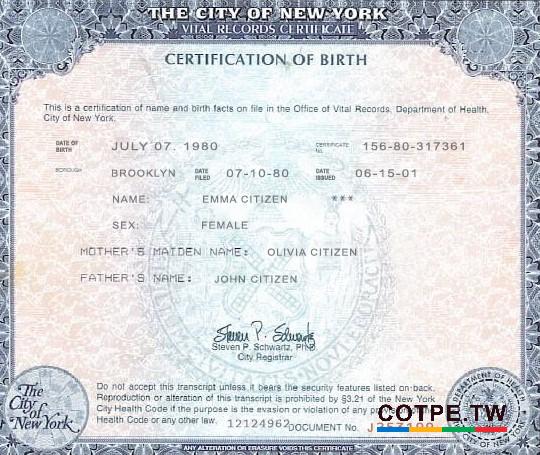 THE CITY OF NEW YORK
VITAL RECORDS CERTIFICATE
CERTIFICATION OF BIRTH
This is a certification of name and birth facts on file in the Office of Vital Records, Department of Health,
City of New York.
DATE OF BIRTH JULY 07. 1980 CERTIFICATE No. 156-80-317361
BOROUGH BROOKLYN DATE FILED 07-10-80 DATE ISSUED 06-15-01
NAME: EMMA CITIZEN ***
SEX: FEMALE
MOTHER'S MAIDEN NAME: OLIVIA CITIZEN
FATHER'S NAME: JOHN CITIZEN
Steven P. Schwartz
Steven P. Schwartz, PH.D.
City Registrar
The City of New York
Do not accept this transcript unless it bears the security features listed on back.
Reproduction or alteration of this transcript is prohibited by §3.21 of the New York
City Health Code if the purpose is the evasion or violation of any
Health Code or any other law. 12124962 DOCUMENT No.
COTPE.TW
DEPARTMENT OF HEALTH
ANY ALTERATION OR ERASURE VOIDS THIS CERTIFICATE